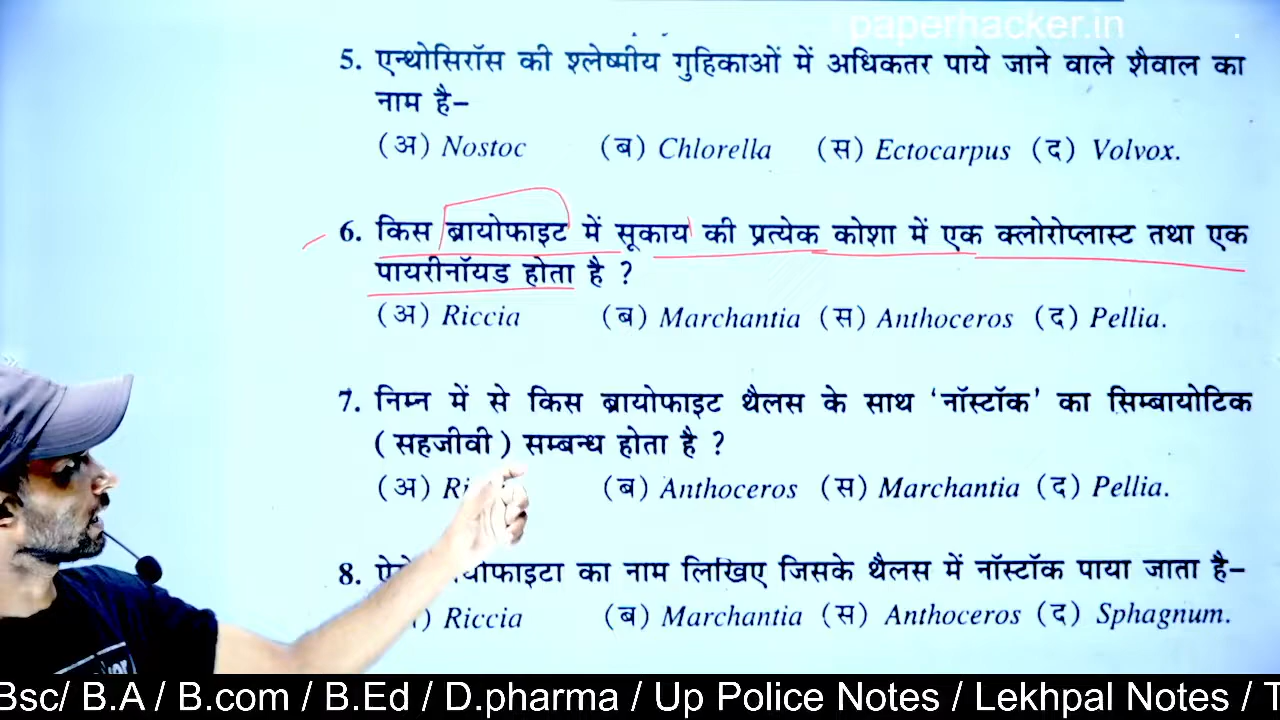 paperhacker.in
5. एन्थोसिरॉस की श्लेष्मीय गुहिकाओं में अधिकतर पाये जाने वाले शैवाल का
नाम है–
(अ) Nostoc (ब) Chlorella (स) Ectocarpus (द) Volvox.
6. किस ब्रायोफाइट में सूकाय की प्रत्येक कोशा में एक क्लोरोप्लास्ट तथा एक
पायरीनॉयड होता है ?
(अ) Riccia (ब) Marchantia (स) Anthoceros (द) Pellia.
7. निम्न में से किस ब्रायोफाइट थैलस के साथ ‘नॉस्टॉक’ का सिम्बायोटिक
(सहजीवी) सम्बन्ध होता है ?
(अ) (ब) Anthoceros (स) Marchantia (द) Pellia.
8. का नाम लिखिए जिसके थैलस में नॉस्टॉक पाया जाता है–
Riccia (ब) Marchantia (स) Anthoceros (द) Sphagnum.
Bsc/ B.A / B.com / B.Ed / D.pharma / Up Police Notes / Lekhpal Notes / T